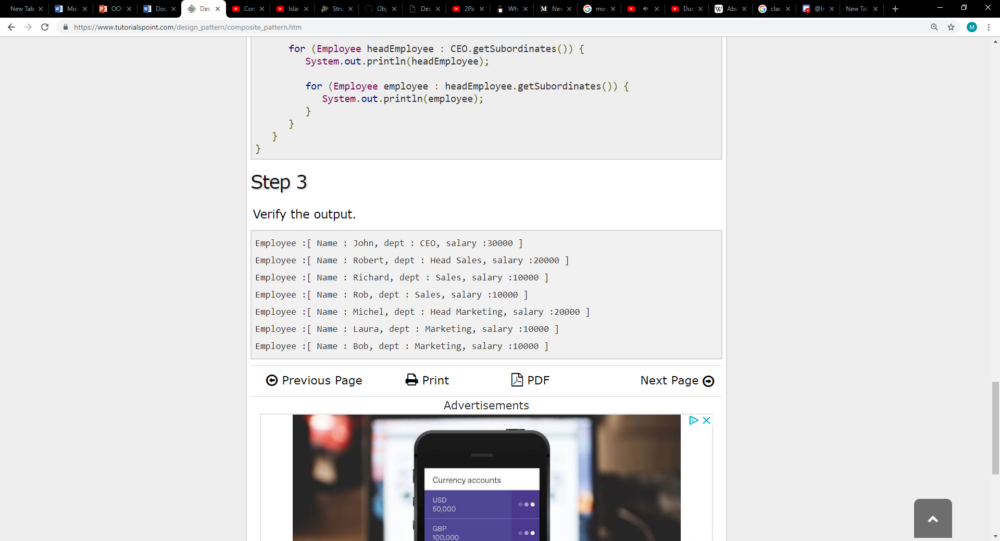 New Tab
Mic
OOI
Doc
Des
Cor
Islar
Stru
Obj
Des
2Pa
Wha
Nex
mo
Dur
Abs
clas
@In
New Tab
https://www.tutorialspoint.com/design_pattern/composite_pattern.htm
M
for (Employee headEmployee : CEO.getSubordinates()) {
System.out.println(headEmployee);
for (Employee employee : headEmployee.getSubordinates()) {
System.out.println(employee);
}
}
}
}
Step 3
Verify the output.
Employee :[ Name : John, dept : CEO, salary :30000 ]
Employee :[ Name : Robert, dept : Head Sales, salary :20000 ]
Employee :[ Name : Richard, dept : Sales, salary :10000 ]
Employee :[ Name : Rob, dept : Sales, salary :10000 ]
Employee :[ Name : Michel, dept : Head Marketing, salary :20000 ]
Employee :[ Name : Laura, dept : Marketing, salary :10000 ]
Employee :[ Name : Bob, dept : Marketing, salary :10000 ]
Previous Page Print PDF Next Page
Advertisements
Currency accounts
USD
50,000
GBP
100,000